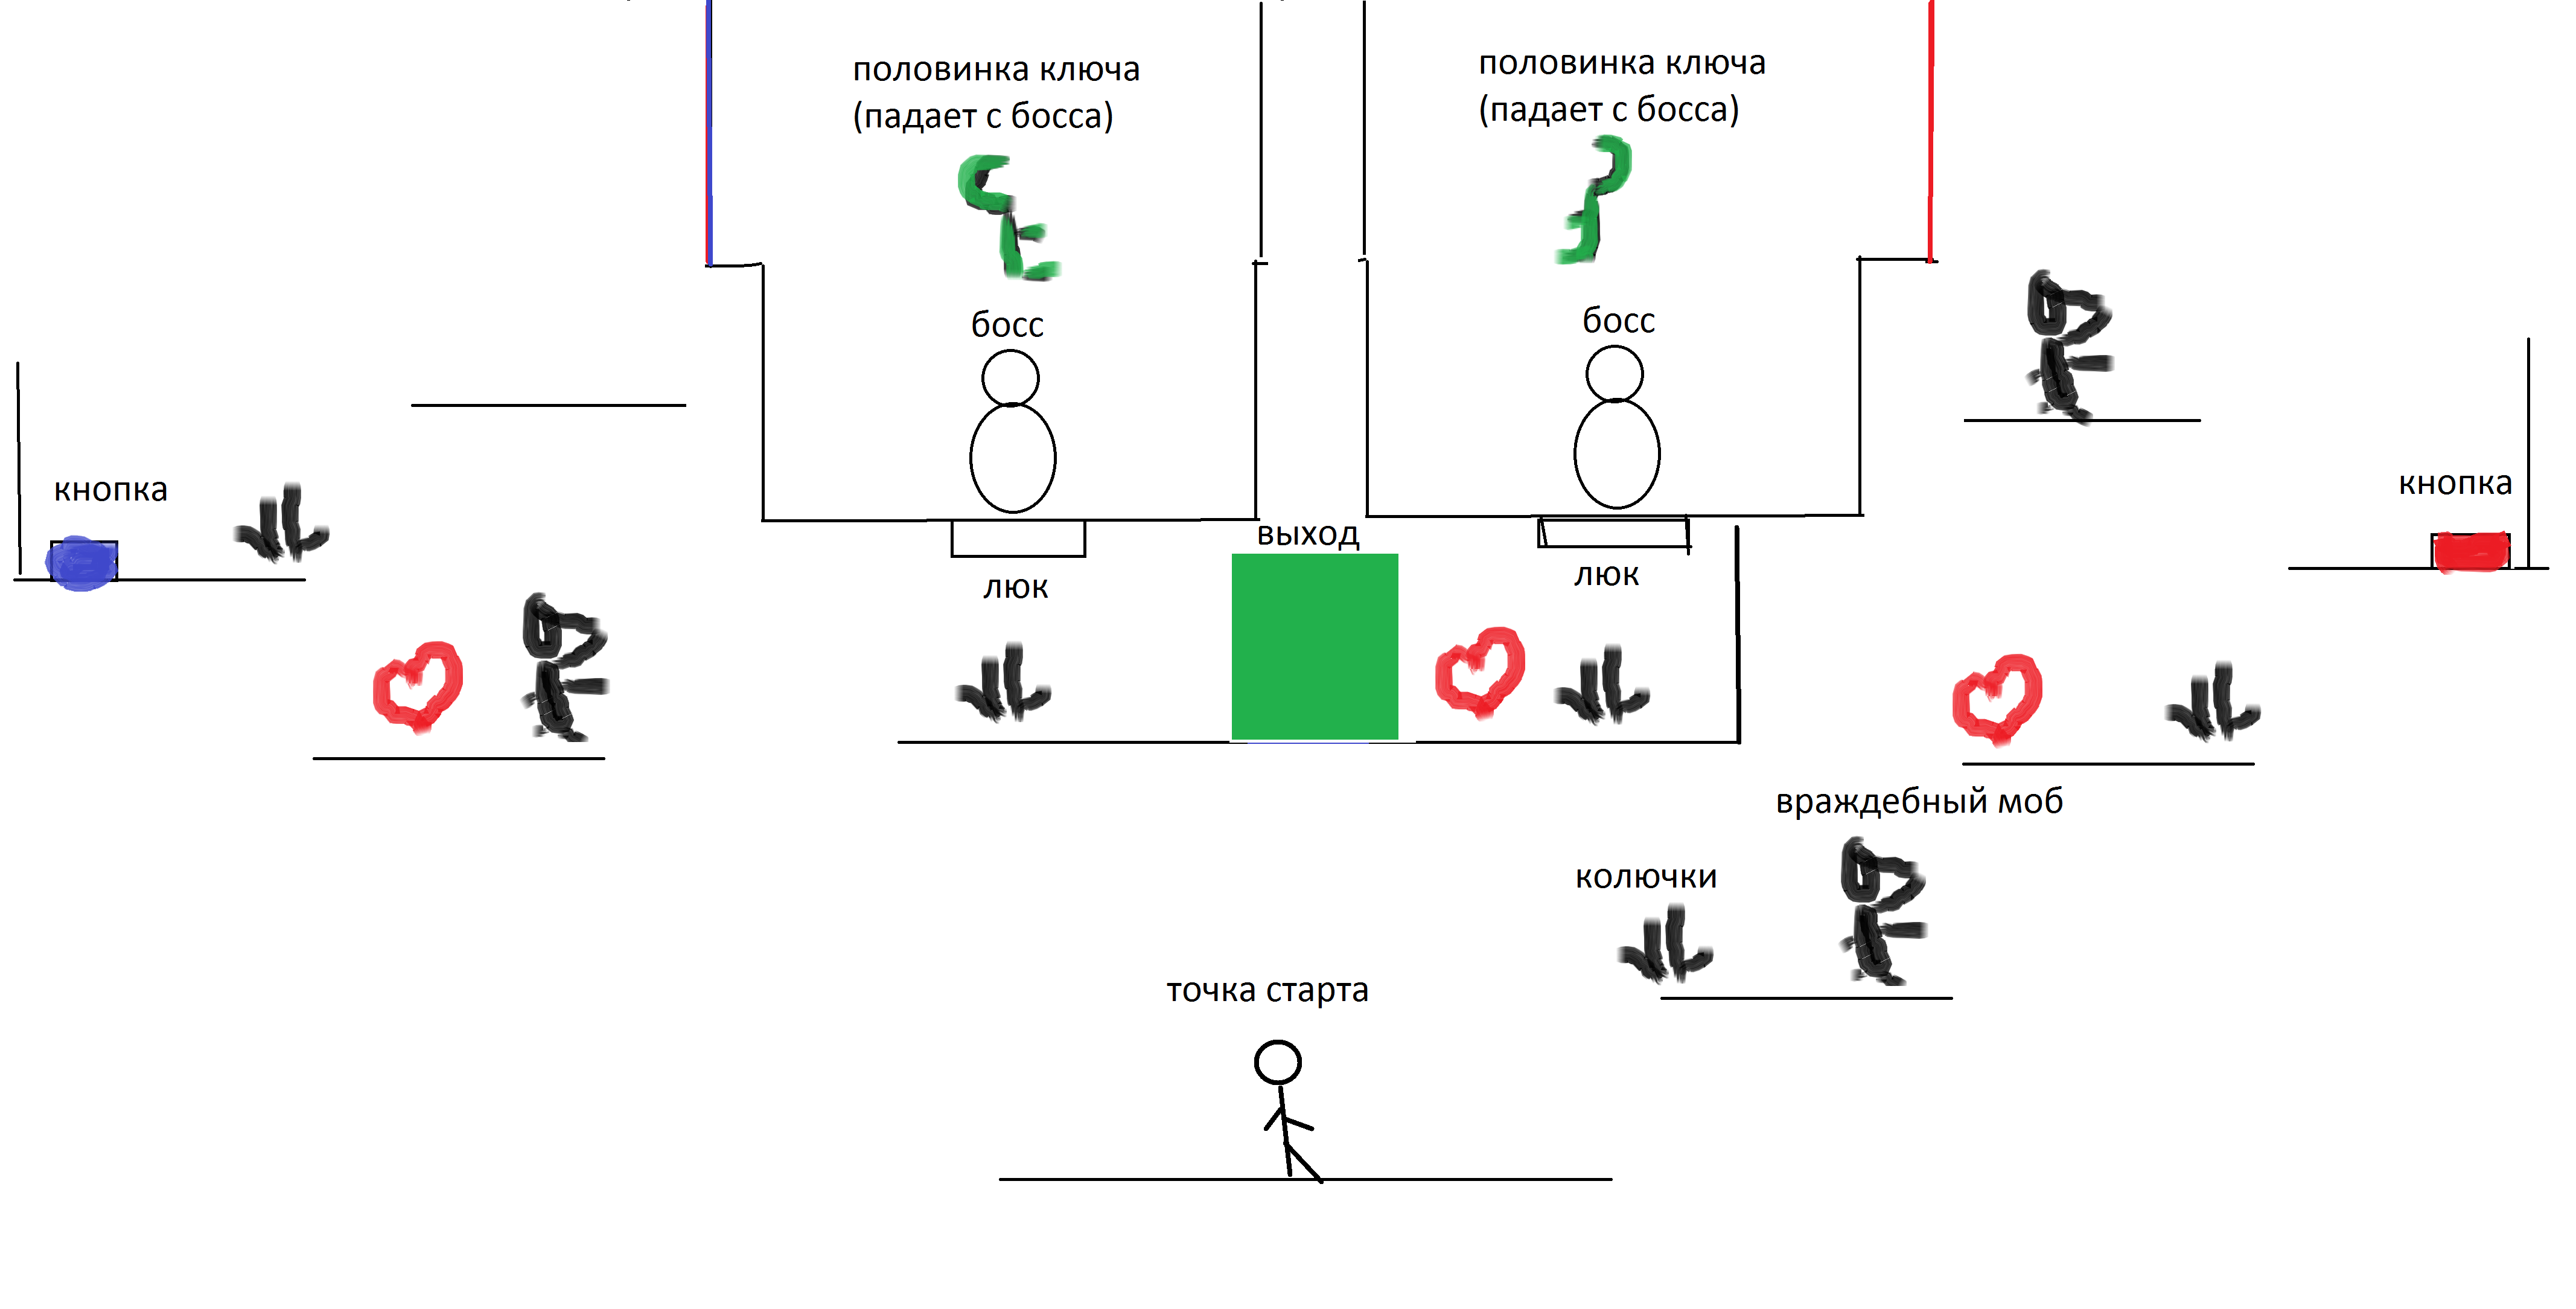 половинка ключа
(падает с босса)
половинка ключа
(падает с босса)
босс
босс
кнопка
кнопка
выход
люк
люк
враждебный моб
колючки
точка старта